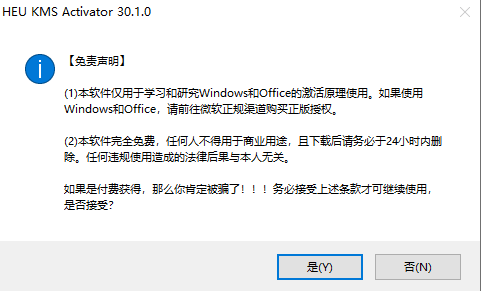 HEU KMS Activator 30.1.0
【免责声明】
(1)本软件仅用于学习和研究Windows和Office的激活原理使用。如果使用
Windows和Office，请前往微软正规渠道购买正版授权。
(2)本软件完全免费，任何人不得用于商业用途，且下载后请务必于24小时内删
除。任何违规使用造成的法律后果与本人无关。
如果是付费获得，那么你肯定被骗了！！！务必接受上述条款才可继续使用，
是否接受？
是(Y)
否(N)